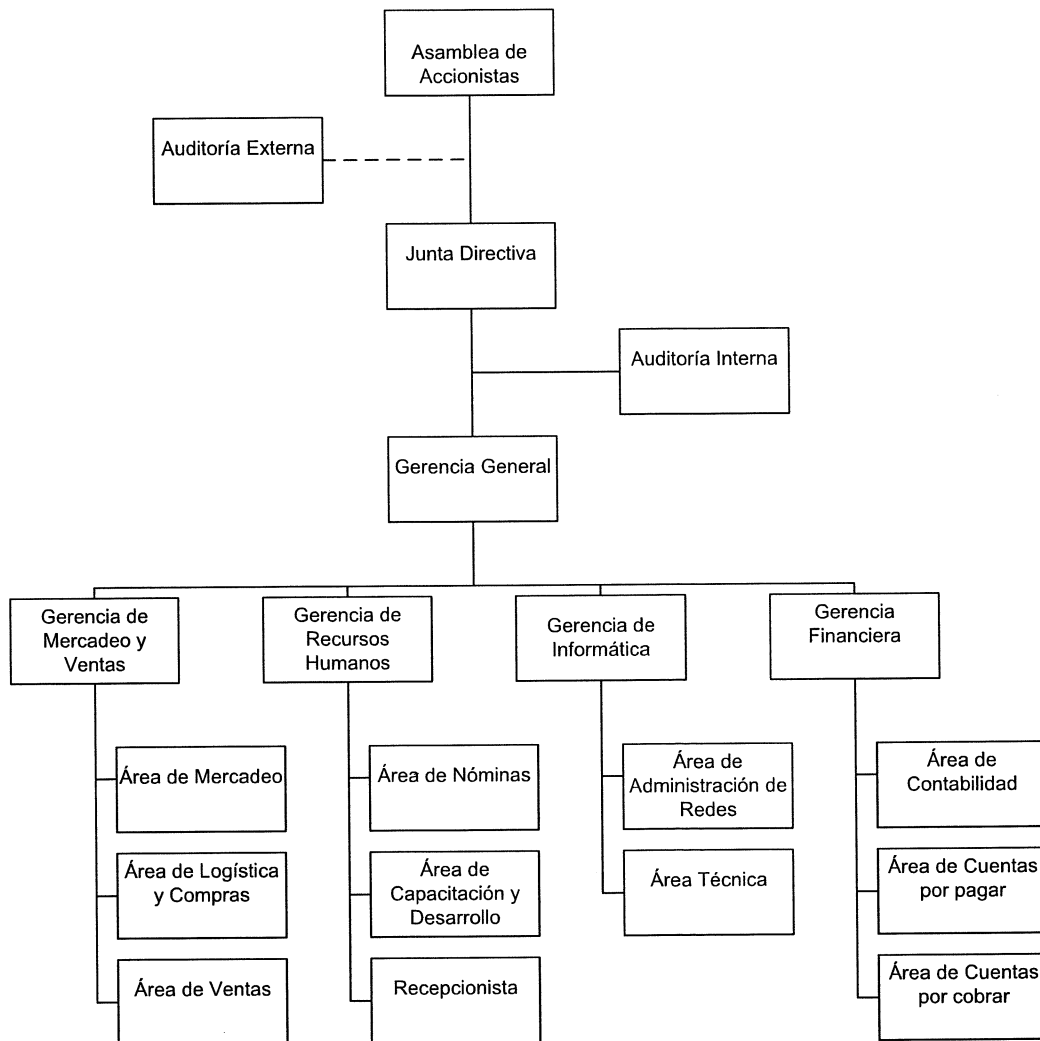 Asamblea de
Accionistas
Auditoría Externa
Junta Directiva
Auditoría Interna
Gerencia General
Gerencia de
Mercadeo y
Ventas
Gerencia de
Recursos
Humanos
Gerencia de
Informática
Gerencia
Financiera
Área de Mercadeo
Área de Nóminas
Área de
Administración de
Redes
Área de
Contabilidad
Área de Logística
y Compras
Área de
Capacitación y
Desarrollo
Área Técnica
Área de Cuentas
por pagar
Área de Ventas
Recepcionista
Área de Cuentas
por cobrar